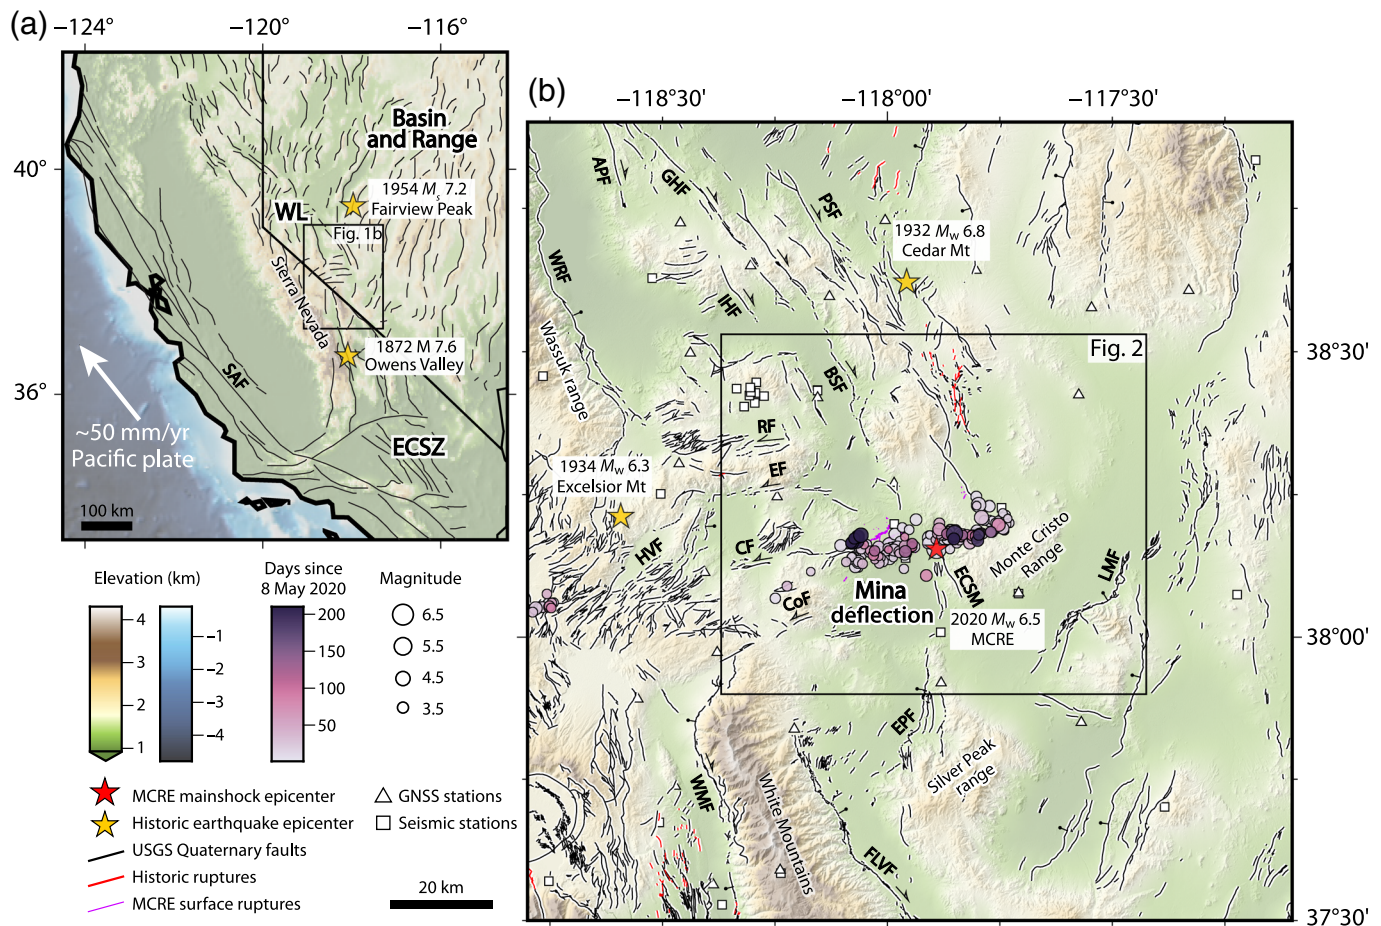 (a)
−124°
−120°
−116°
40°
36°
Basin
and Range
1954 Ms 7.2
Fairview Peak
WL
Fig. 1b
Sierra Nevada
1872 M 7.6
Owens Valley
SAF
ECSZ
~50 mm/yr
Pacific plate
100 km
Elevation (km)
4
3
2
1
−1
−2
−3
−4
Days since
8 May 2020
200
150
100
50
Magnitude
6.5
5.5
4.5
3.5
MCRE mainshock epicenter
Historic earthquake epicenter
USGS Quaternary faults
Historic ruptures
MCRE surface ruptures
GNSS stations
Seismic stations
20 km
(b)
−118°30'
−118°00'
−117°30'
38°30'
38°00'
37°30'
APF
GHF
PSF
WRF
1932 Mw 6.8
Cedar Mt
IHF
Wassuk range
Fig. 2
BSF
RF
EF
1934 Mw 6.3
Excelsior Mt
HVF
CF
CoF
Mina
deflection
ECSM
Monte Cristo
Range
LMF
2020 Mw 6.5
MCRE
EPF
Silver Peak
range
WMF
White Mountains
FLVF